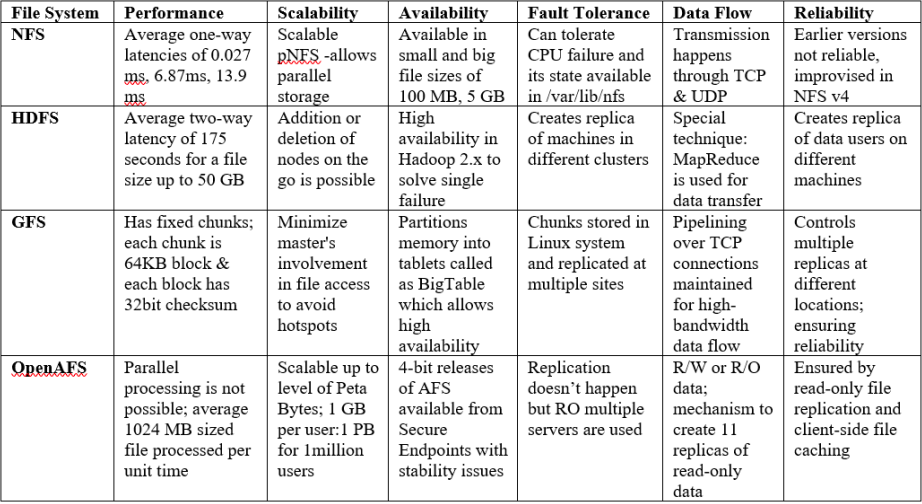 File System Performance Scalability Availability Fault Tolerance Data Flow Reliability
NFS
Average one-way
latencies of 0.027
ms, 6.87ms, 13.9
ms
Scalable
pNFS -allows
parallel
storage
Available in
small and big
file sizes of
100 MB, 5 GB
Can tolerate
CPU failure and
its state available
in /var/lib/nfs
Transmission
happens
through TCP
& UDP
Earlier versions
not reliable,
improvised in
NFS v4
HDFS
Average two-way
latency of 175
seconds for a file
size up to 50 GB
Addition or
deletion of
nodes on the
go is possible
High
availability in
Hadoop 2.x to
solve single
failure
Creates replica
of machines in
different clusters
Special
technique:
MapReduce
is used for
data transfer
Creates replica
of data users on
different
machines
GFS
Has fixed chunks;
each chunk is
64KB block &
each block has
32bit checksum
Minimize
master's
involvement
in file access
to avoid
hotspots
Partitions
memory into
tablets called
as BigTable
which allows
high
availability
Chunks stored in
Linux system
and replicated at
multiple sites
Pipelining
over TCP
connections
maintained
for high-
bandwidth
data flow
Controls
multiple
replicas at
different
locations;
ensuring
reliability
OpenAFS
Parallel
processing is not
possible; average
1024 MB sized
file processed per
unit time
Scalable up to
level of Peta
Bytes; 1 GB
per user:1 PB
for 1million
users
4-bit releases
of AFS
available from
Secure
Endpoints with
stability issues
Replication
doesn’t happen
but RO multiple
servers are used
R/W or R/O
data;
mechanism to
create 11
replicas of
read-only
data
Ensured by
read-only file
replication and
client-side file
caching